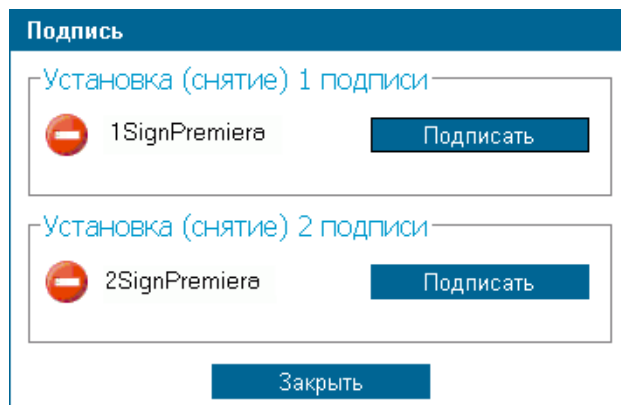 Подпись
Установка (снятие) 1 подписи
1SignPremiera
Подписать
Установка (снятие) 2 подписи
2SignPremiera
Подписать
Закрыть